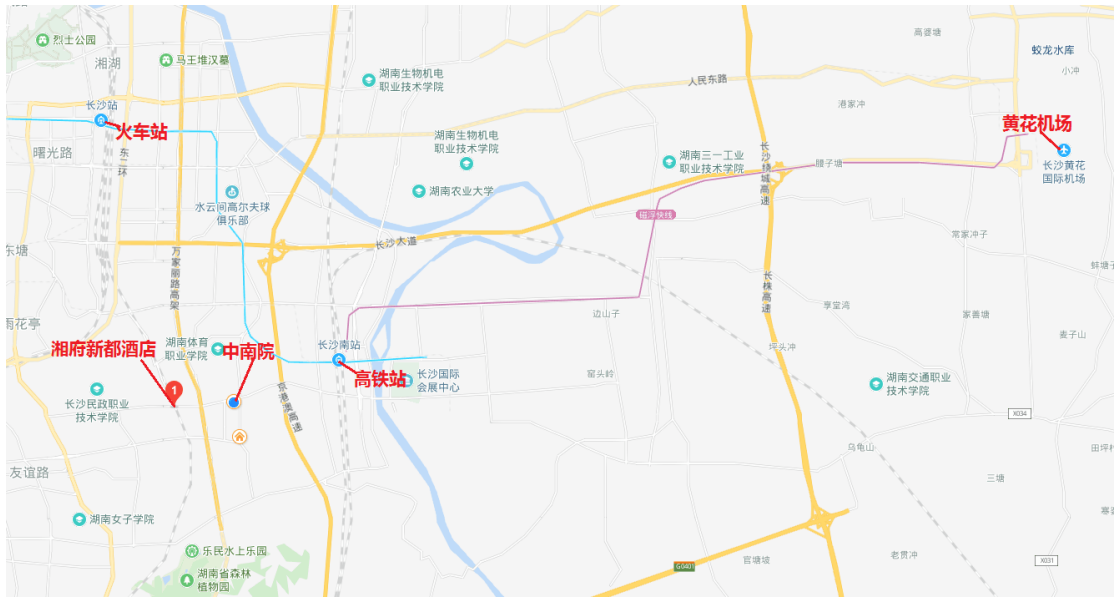 烈士公园
湘湖
马王堆汉墓
长沙站
火车站
曙光路
东二环
湖南生物机电
职业技术学院
湖南生物机电
职业技术学院
湖南农业大学
水云间高尔夫球
俱乐部
人民东路
高塘
蛟龙水库
小冲
港家冲
黄花机场
长沙黄花
国际机场
湖南三一工业
职业技术学院
长沙绕城高速
腰子塘
磁浮快线
长沙大道
东塘
万家丽路高架
常家冲子
蚌塘子
雨花亭
湖南体育
职业学院
湘府新都酒店
中南院
长沙南站
高铁站
长沙国际
会展中心
京港澳高速
边山子
长株高速
享堂湾
家善塘
麦子山
坪头冲
窑头岭
1
长沙民政职业
技术学院
湖南交通职业
技术学院
X034
友谊路
乌龟山
田坪村
三塘
湖南女子学院
乐民水上乐园
湖南省森林
植物园
官塘坡
G0401
老贯冲
X031